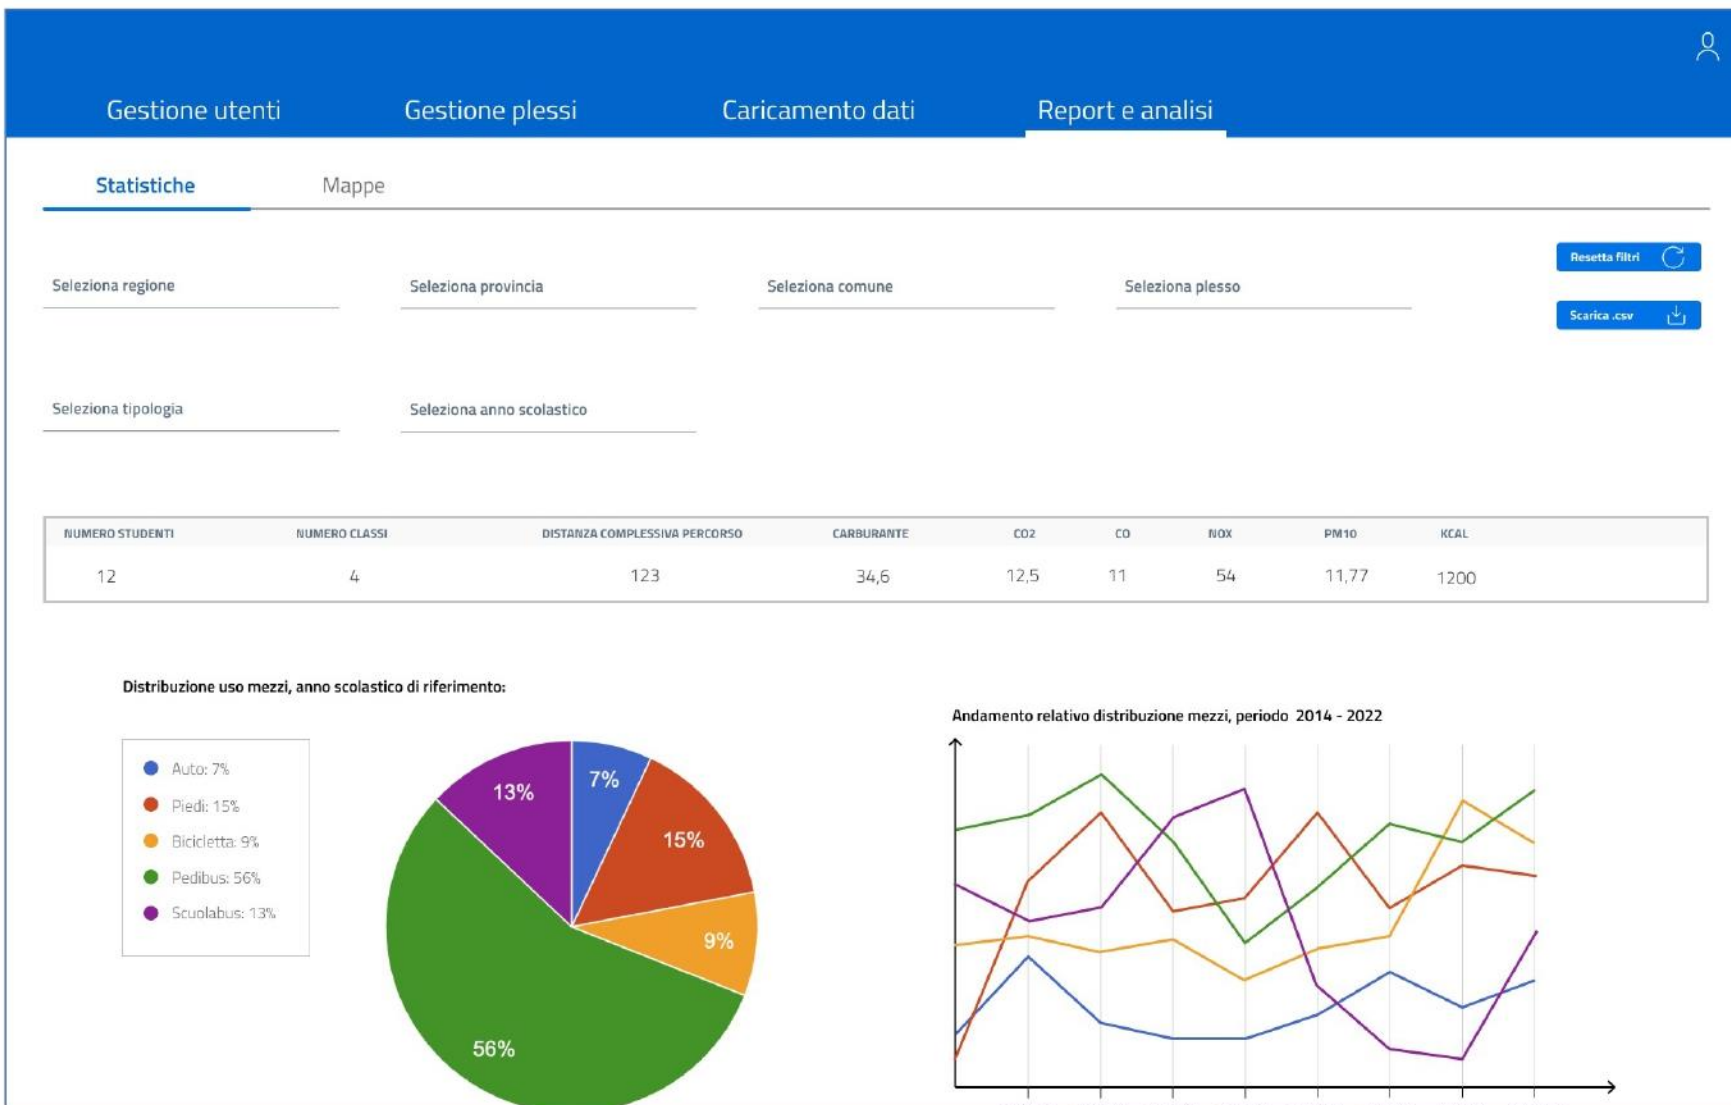 Gestione utenti Gestione plessi Caricamento dati Report e analisi
Statistiche Mappe
Resetta filtri
Seleziona regione Seleziona provincia Seleziona comune Seleziona plesso
Scarica .csv
Seleziona tipologia Seleziona anno scolastico
NUMERO STUDENTI NUMERO CLASSI DISTANZA COMPLESSIVA PERCORSO CARBURANTE CO2 CO NOX PM10 KCAL
12 4 123 34,6 12,5 11 54 11,77 1200
Distribuzione uso mezzi, anno scolastico di riferimento:
Auto: 7%
Piedi: 15%
Bicicletta: 9%
Pedibus: 56%
Scuolabus: 13%
7%
15%
9%
56%
13%
Andamento relativo distribuzione mezzi, periodo 2014 - 2022